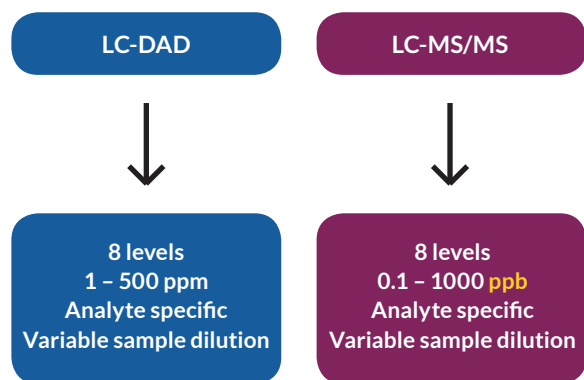 LC-DAD
LC-MS/MS
8 levels
1 – 500 ppm
Analyte specific
Variable sample dilution
8 levels
0.1 – 1000 ppb
Analyte specific
Variable sample dilution